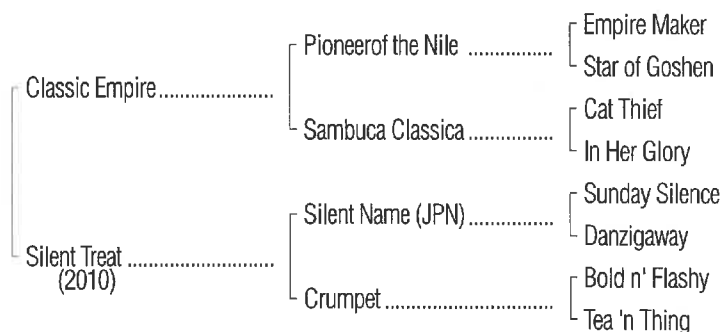 Empire Maker
Pioneerof the Nile ................
Star of Goshen
Classic Empire......................
Cat Thief
Sambuca Classica ................
In Her Glory
Sunday Silence
Silent Name (JPN) ................
Danzigaway
Silent Treat ............................
(2010)
Bold n' Flashy
Crumpet ................................
Tea 'n Thing